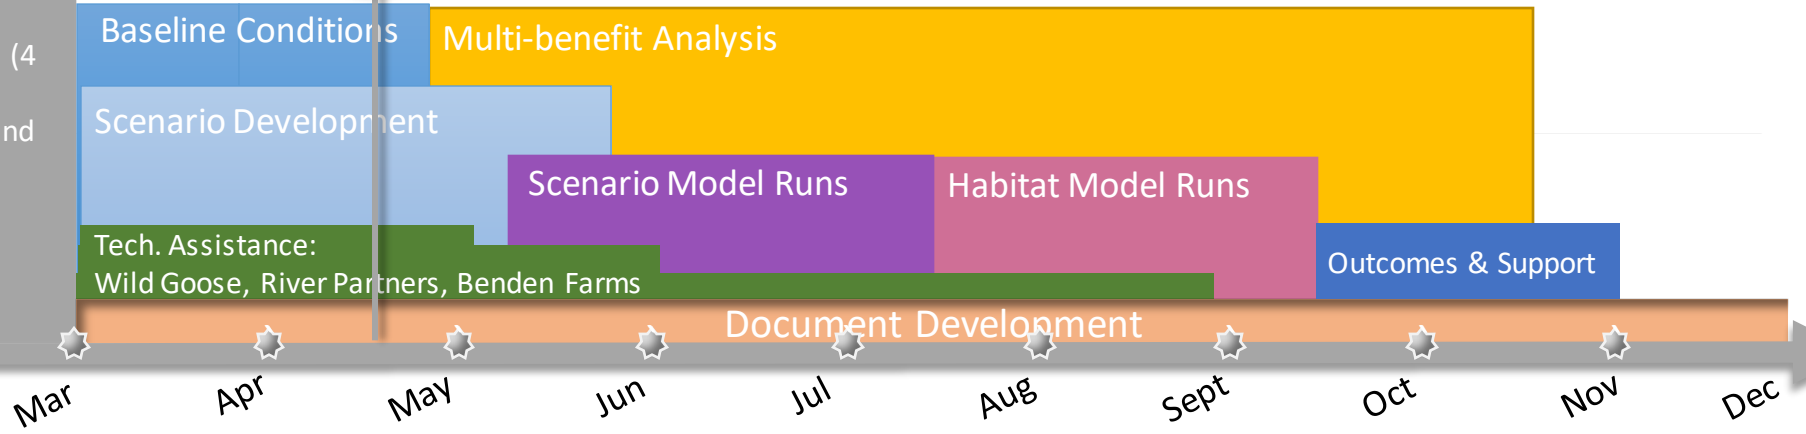 Baseline Conditions
Multi-benefit Analysis
(4
Scenario Development
nd
Scenario Model Runs
Habitat Model Runs
Tech. Assistance:
Wild Goose, River Partners, Benden Farms
Outcomes & Support
Document Development
Mar
Apr
May
Jun
Jul
Aug
Sept
Oct
Nov
Dec